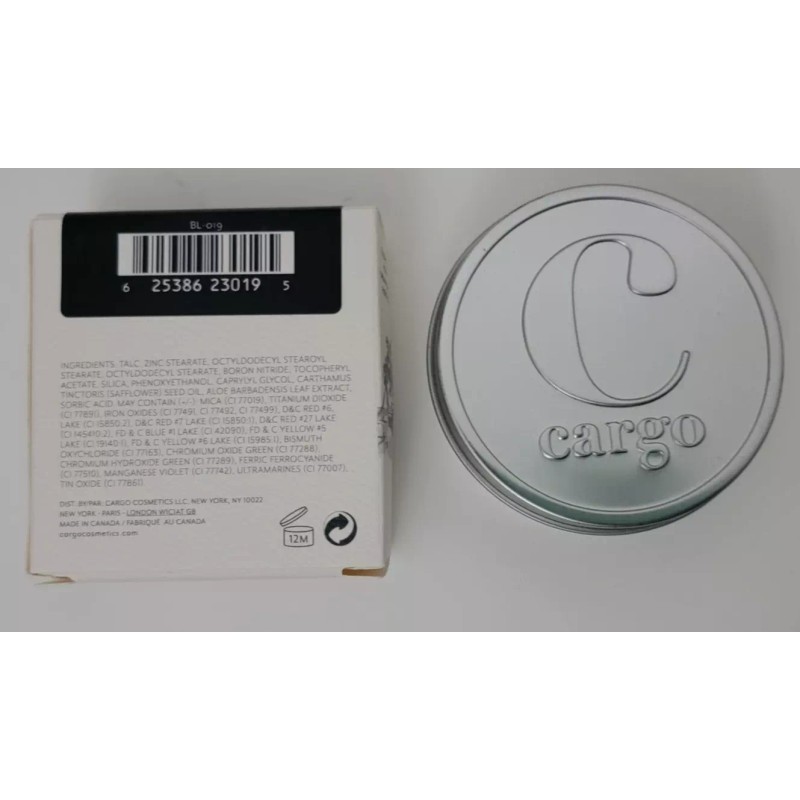 BL-019
6 25386 23019 5
INGREDIENTS: TALC, ZINC STEARATE, OCTYLDODECYL STEAROYL
STEARATE, OCTYLDODECYL STEARATE, BORON NITRIDE, TOCOPHERYL
ACETATE, SILICA, PHENOXYETHANOL, CAPRYLYL GLYCOL, CARTHAMUS
TINCTORIS (SAFFLOWER) SEED OIL, ALOE BARBADENSIS LEAF EXTRACT,
SORBIC ACID. MAY CONTAIN (+/-): MICA (CI 77019), TITANIUM DIOXIDE
(CI 77891), IRON OXIDES (CI 77491, CI 77492, CI 77499), D&C RED #6,
LAKE (CI 15850:2), D&C RED #7 LAKE (CI 15850:1), D&C RED #27 LAKE
(CI 145410:2), FD & C BLUE #1 LAKE (CI 42090), FD & C YELLOW #5
LAKE (CI 19140:1), FD & C YELLOW #6 LAKE (CI 15985:1), BISMUTH
OXYCHLORIDE (CI 77163), CHROMIUM OXIDE GREEN (CI 77288),
CHROMIUM HYDROXIDE GREEN (CI 77289), FERRIC FERROCYANIDE
(CI 77510), MANGANESE VIOLET (CI 77742), ULTRAMARINES (CI 77007),
TIN OXIDE (CI 77861)
DIST. BY/PAR: CARGO COSMETICS LLC. NEW YORK, NY 10022
NEW YORK - PARIS - LONDON W1CIAT GB
MADE IN CANADA / FABRIQUÉ AU CANADA
cargocosmetics.com
12M
C
cargo